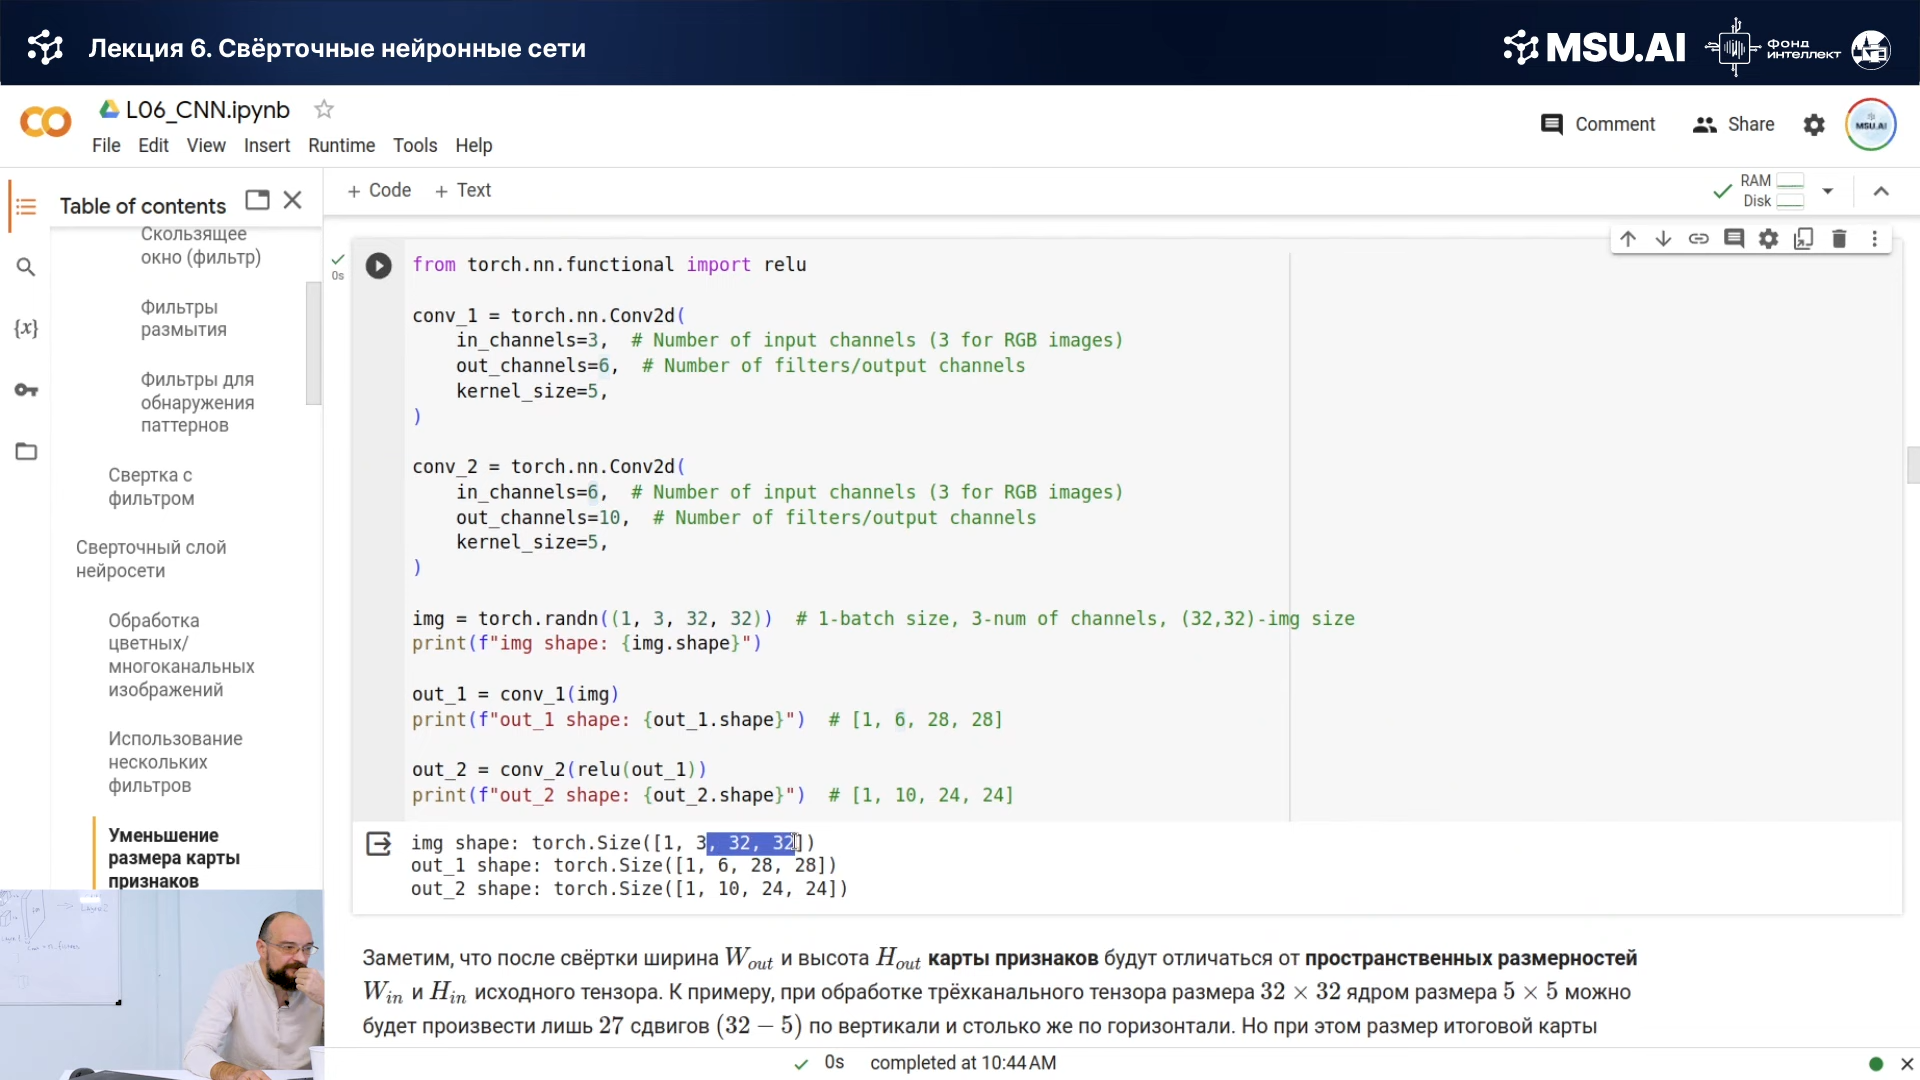 Лекция 6. Свёрточные нейронные сети
MSU.AI
ФОНД
ИНТЕЛЛЕКТ
L06_CNN.ipynb
File Edit View Insert Runtime Tools Help
Comment
Share
MSU.AI
Table of contents
+ Code + Text
RAM
Disk
Скользящее
окно (фильтр)
Фильтры
размытия
Фильтры для
обнаружения
паттернов
Свертка с
фильтром
Сверточный слой
нейросети
Обработка
цветных/
многоканальных
изображений
Использование
нескольких
фильтров
Уменьшение
размера карты
признаков
{x}
0s
from torch.nn.functional import relu
conv_1 = torch.nn.Conv2d(
in_channels=3,  # Number of input channels (3 for RGB images)
out_channels=6,  # Number of filters/output channels
kernel_size=5,
)
conv_2 = torch.nn.Conv2d(
in_channels=6,  # Number of input channels (3 for RGB images)
out_channels=10,  # Number of filters/output channels
kernel_size=5,
)
img = torch.randn((1, 3, 32, 32))  # 1-batch size, 3-num of channels, (32,32)-img size
print(f"img shape: {img.shape}")
out_1 = conv_1(img)
print(f"out_1 shape: {out_1.shape}")  # [1, 6, 28, 28]
out_2 = conv_2(relu(out_1))
print(f"out_2 shape: {out_2.shape}")  # [1, 10, 24, 24]
img shape: torch.Size([1, 3, 32, 32])
out_1 shape: torch.Size([1, 6, 28, 28])
out_2 shape: torch.Size([1, 10, 24, 24])
Заметим, что после свёртки ширина W_out и высота H_out карты признаков будут отличаться от пространственных размерностей
W_in и H_in исходного тензора. К примеру, при обработке трёхканального тензора размера 32 × 32 ядром размера 5 × 5 можно
будет произвести лишь 27 сдвигов (32 − 5) по вертикали и столько же по горизонтали. Но при этом размер итоговой карты
0s completed at 10:44 AM